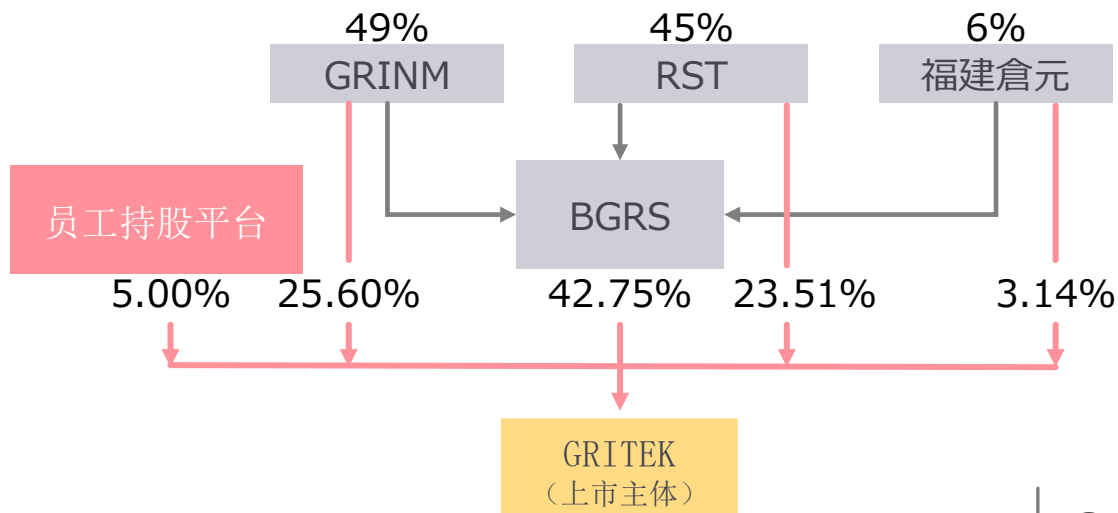 49%
45%
6%
GRINM
RST
福建倉元
员工持股平台
BGRS
5.00%
25.60%
42.75%
23.51%
3.14%
GRITEK
（上市主体）